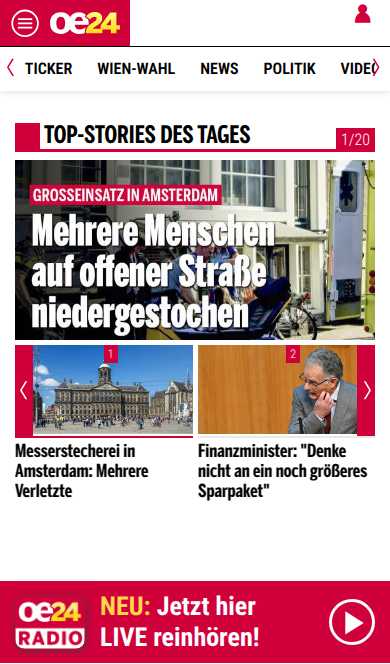 oe24
TICKER WIEN-WAHL NEWS POLITIK VIDEO
TOP-STORIES DES TAGES
1/20
GROSSEINSATZ IN AMSTERDAM
Mehrere Menschen
auf offener Straße
niedergestochen
1
2
Messerstecherei in
Amsterdam: Mehrere
Verletzte
Finanzminister: "Denke
nicht an ein noch größeres
Sparpaket"
oe24
RADIO
NEU: Jetzt hier
LIVE reinhören!